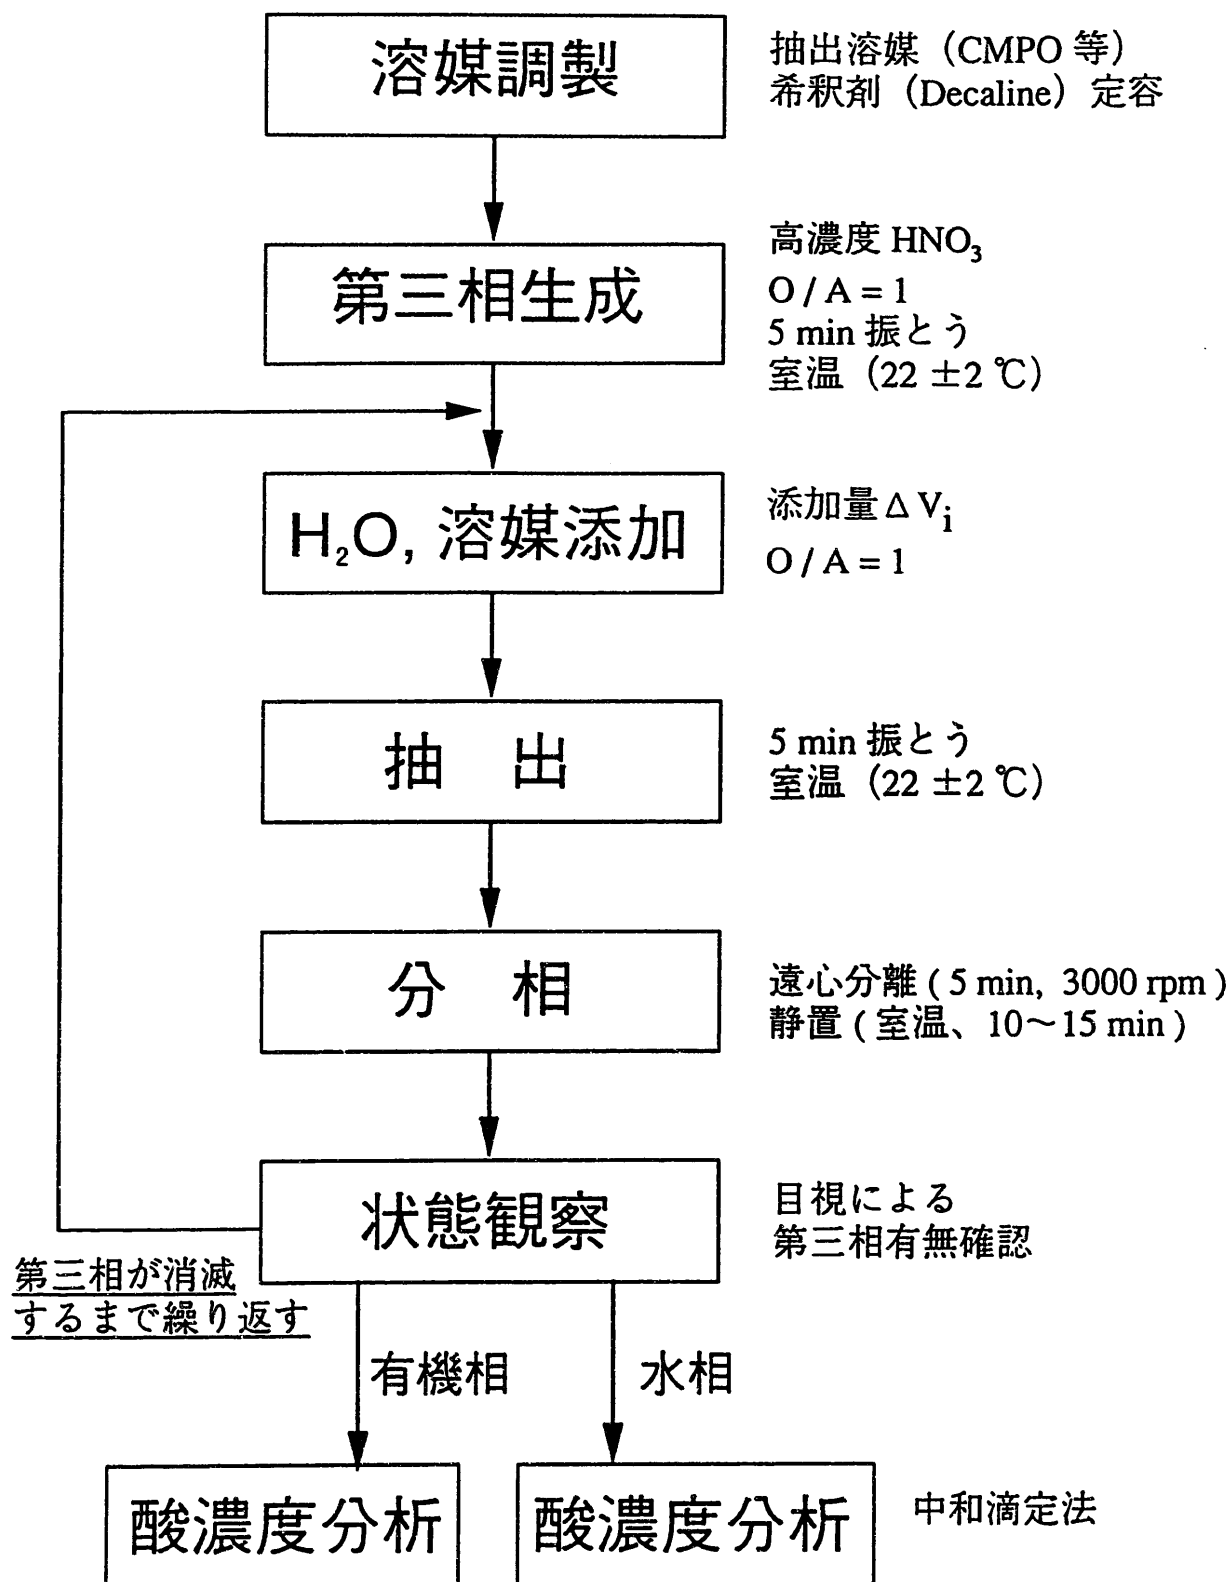 溶媒調製
抽出溶媒（CMPO 等）
希釈剤（Decaline）定容
第三相生成
高濃度 HNO₃
O / A = 1
5 min 振とう
室温（22 ±2 ℃）
H₂O, 溶媒添加
添加量 Δ Vi
O / A = 1
抽 出
5 min 振とう
室温（22 ±2 ℃）
分 相
遠心分離 ( 5 min, 3000 rpm )
静置 ( 室温、10～15 min )
状態観察
目視による
第三相有無確認
第三相が消滅
するまで繰り返す
有機相
水相
酸濃度分析
酸濃度分析
中和滴定法